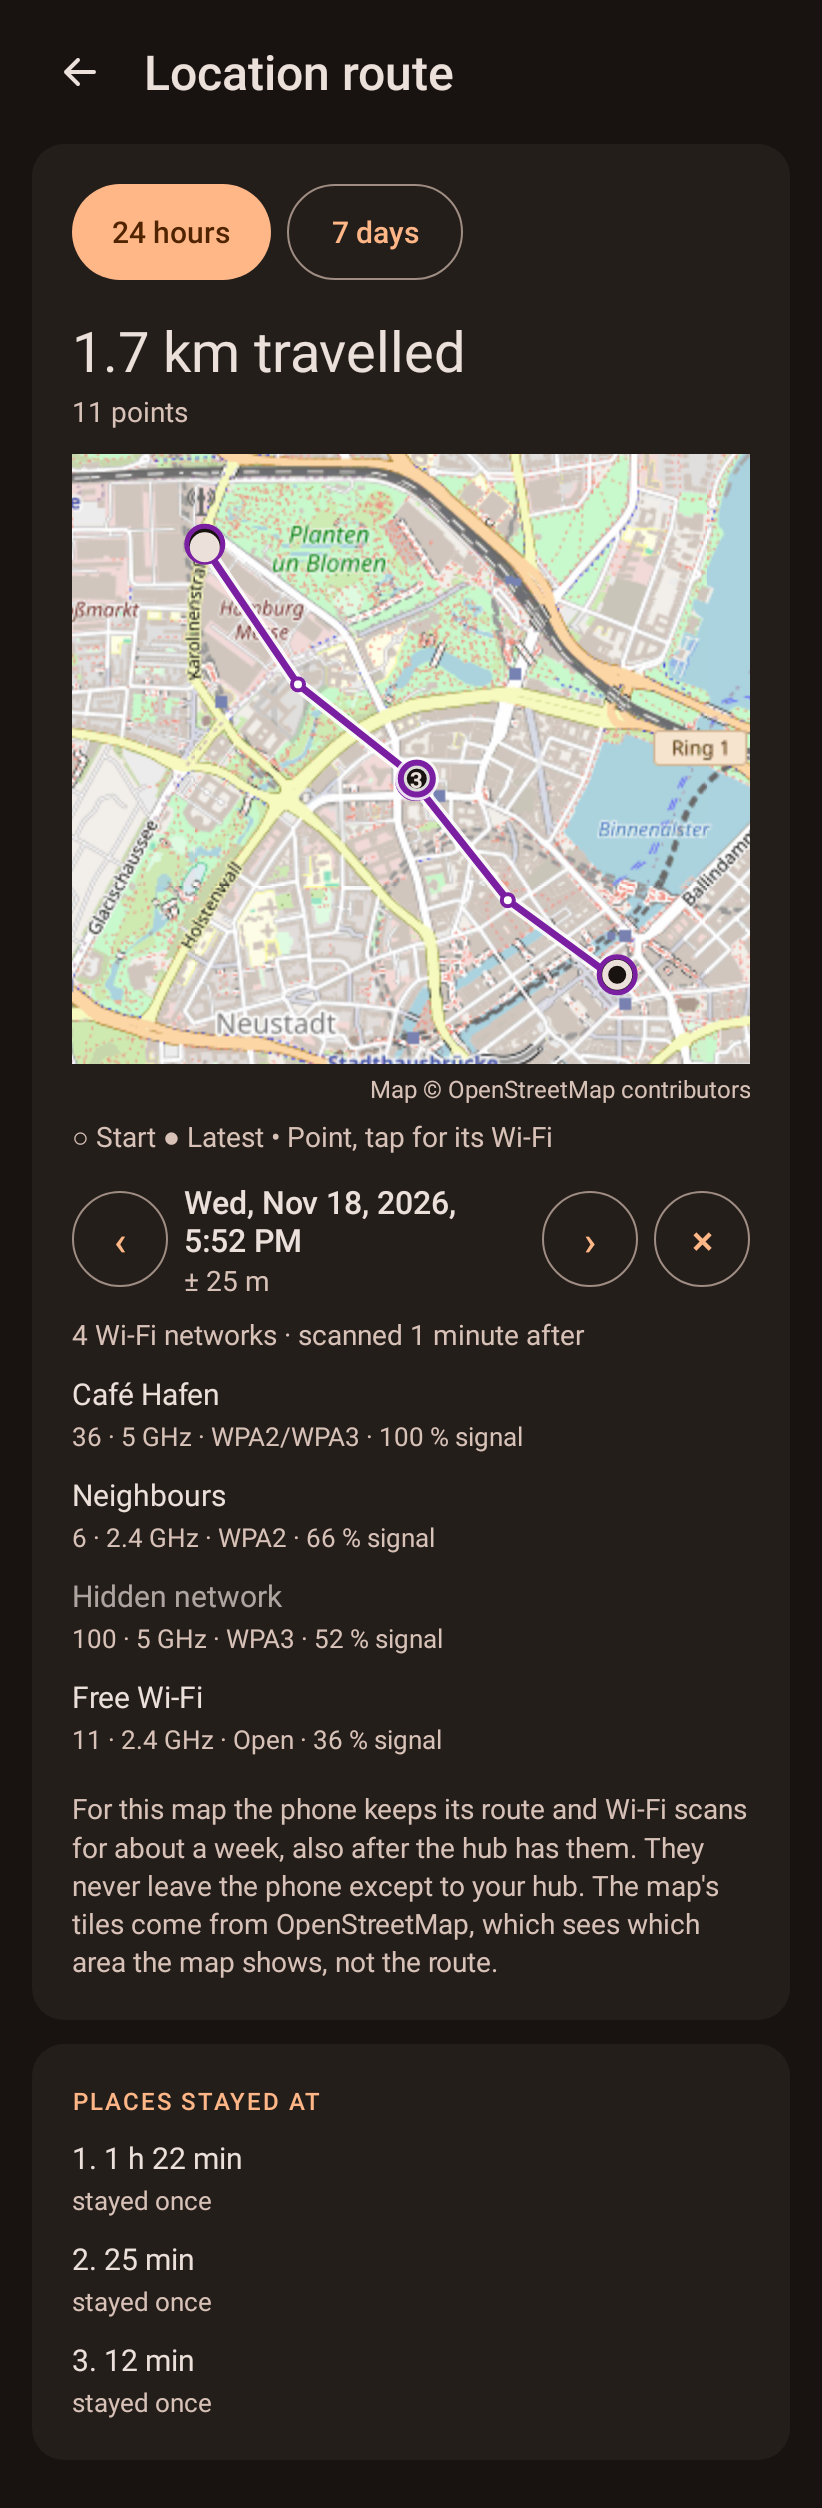 Location route
24 hours
7 days
1.7 km travelled
11 points
Planten
un Blomen
Karolinenstraß
Hamburg
Messe
oßmarkt
Ring 1
Binnenalster
Ballindamm
3
Glacischaussee
Holstenwall
Neustadt
Stadthausbrücke
Map © OpenStreetMap contributors
○ Start ● Latest • Point, tap for its Wi-Fi
‹
Wed, Nov 18, 2026,
5:52 PM
± 25 m
›
×
4 Wi-Fi networks · scanned 1 minute after
Café Hafen
36 · 5 GHz · WPA2/WPA3 · 100 % signal
Neighbours
6 · 2.4 GHz · WPA2 · 66 % signal
Hidden network
100 · 5 GHz · WPA3 · 52 % signal
Free Wi-Fi
11 · 2.4 GHz · Open · 36 % signal
For this map the phone keeps its route and Wi-Fi scans
for about a week, also after the hub has them. They
never leave the phone except to your hub. The map's
tiles come from OpenStreetMap, which sees which
area the map shows, not the route.
PLACES STAYED AT
1. 1 h 22 min
stayed once
2. 25 min
stayed once
3. 12 min
stayed once